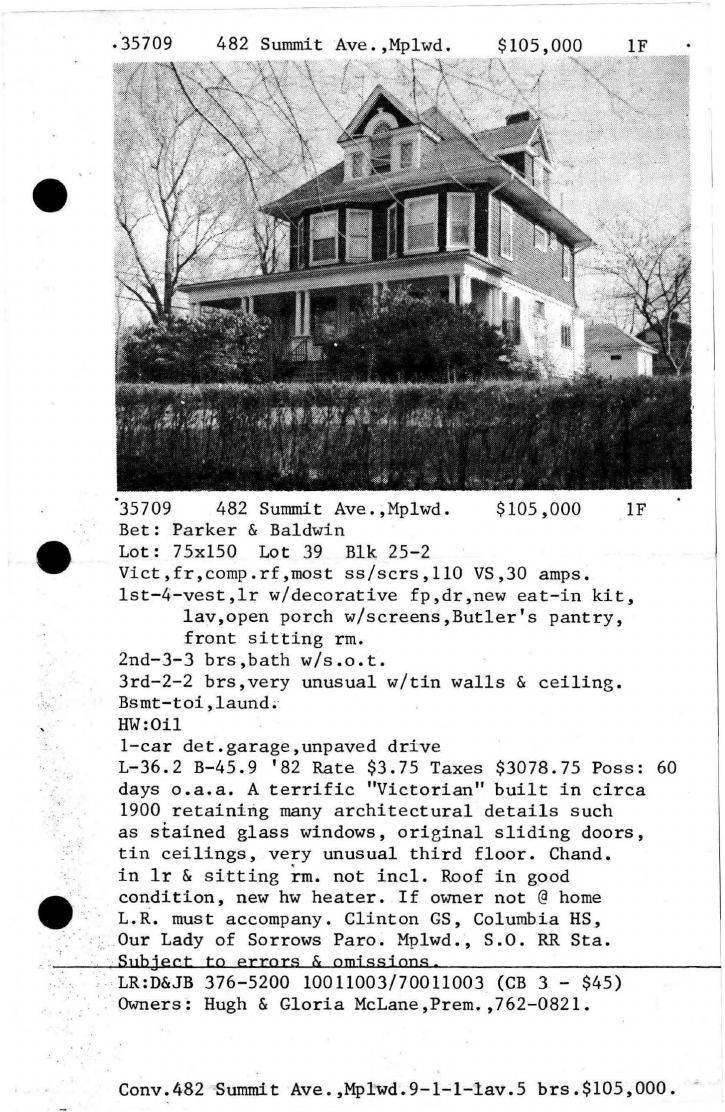 35709 482 Summit Ave.,Mplwd. $105,000 1F
35709 482 Summit Ave.,Mplwd. $105,000 1F
Bet: Parker & Baldwin
Lot: 75x150 Lot 39 Blk 25-2
Vict,fr,comp.rf,most ss/scrs,110 VS,30 amps.
1st-4-vest,lr w/decorative fp,dr,new eat-in kit,
lav,open porch w/screens,Butler's pantry,
front sitting rm.
2nd-3-3 brs,bath w/s.o.t.
3rd-2-2 brs,very unusual w/tin walls & ceiling.
Bsmt-toi,laund.
HW:Oil
1-car det.garage,unpaved drive
L-36.2 B-45.9 '82 Rate $3.75 Taxes $3078.75 Poss: 60
days o.a.a. A terrific "Victorian" built in circa
1900 retaining many architectural details such
as stained glass windows, original sliding doors,
tin ceilings, very unusual third floor. Chand.
in lr & sitting rm. not incl. Roof in good
condition, new hw heater. If owner not @ home
L.R. must accompany. Clinton GS, Columbia HS,
Our Lady of Sorrows Paro. Mplwd., S.O. RR Sta.
Subject to errors & omissions.
LR:D&JB 376-5200 10011003/70011003 (CB 3 - $45)
Owners: Hugh & Gloria McLane,Prem.,762-0821.
Conv.482 Summit Ave.,Mplwd.9-1-1-lav.5 brs.$105,000.